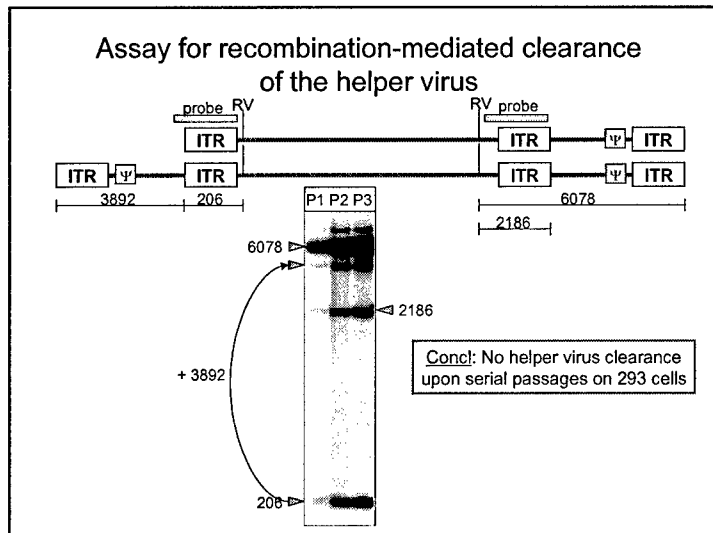 Assay for recombination-mediated clearance
of the helper virus
probe RV probe
RV
ITR ITR Ψ ITR
ITR Ψ ITR ITR Ψ ITR
3892 206 6078
2186
P1 P2 P3
6078
2186
+ 3892
206
Concl: No helper virus clearance
upon serial passages on 293 cells